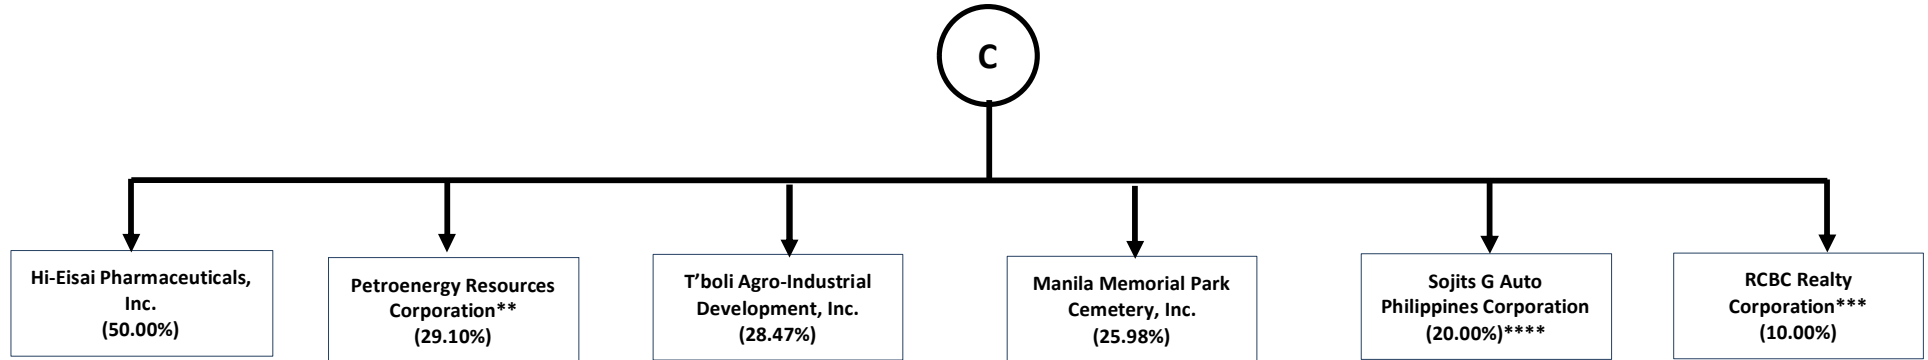 C
Hi-Eisai Pharmaceuticals,
Inc.
(50.00%)
Petroenergy Resources
Corporation**
(29.10%)
T’boli Agro-Industrial
Development, Inc.
(28.47%)
Manila Memorial Park
Cemetery, Inc.
(25.98%)
Sojits G Auto
Philippines Corporation
(20.00%)****
RCBC Realty
Corporation***
(10.00%)